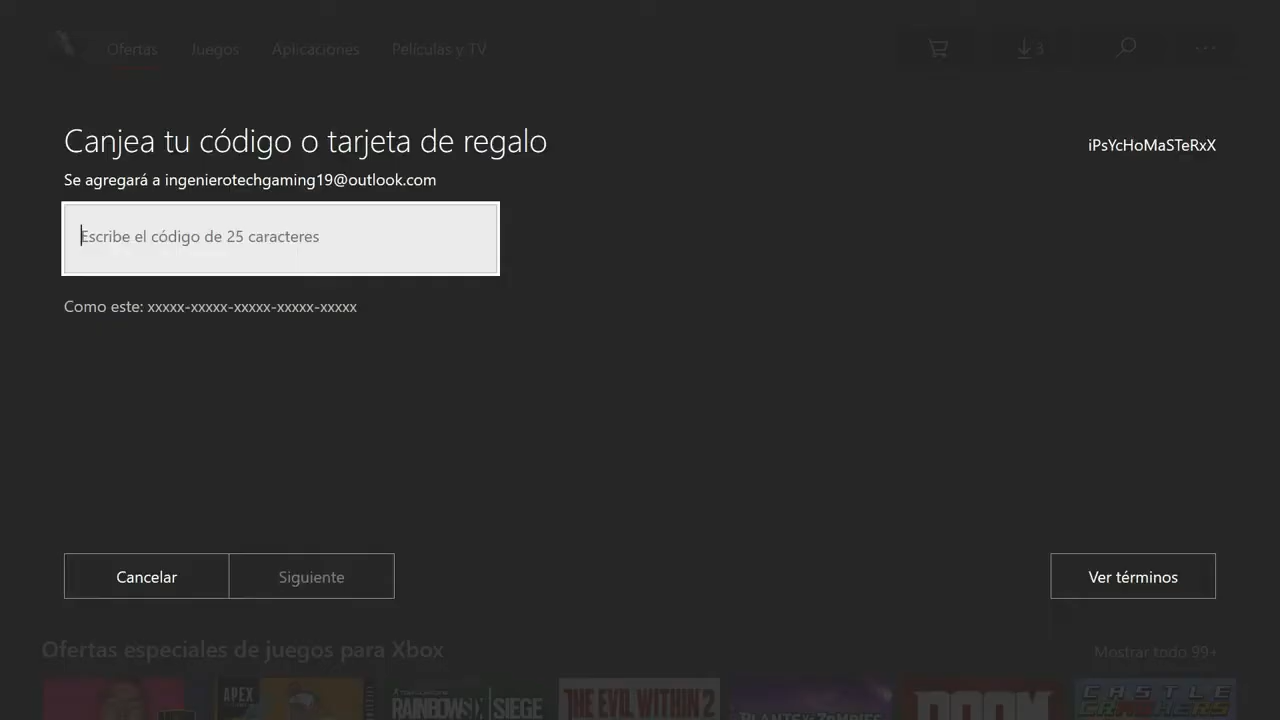 Ofertas Juegos Aplicaciones Películas y TV 3
Canjea tu código o tarjeta de regalo
iPsYcHoMaSTeRxX
Se agregará a ingenierotechgaming19@outlook.com
Escribe el código de 25 caracteres
Como este: xxxxx-xxxxx-xxxxx-xxxxx-xxxxx
Cancelar Siguiente Ver términos
Ofertas especiales de juegos para Xbox Mostrar todo 99+
APEX
RAINBOW SIEGE
THE EVIL WITHIN 2
PLANTS ZOMBIES
DOOM
CASTLE
CRASHERS